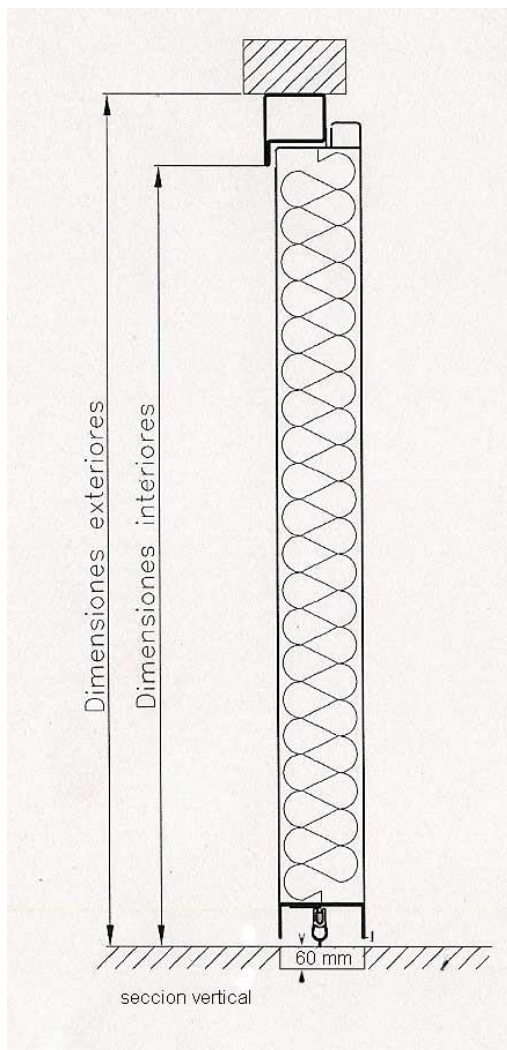 Dimensiones exteriores
Dimensiones interiores
60 mm
seccion vertical